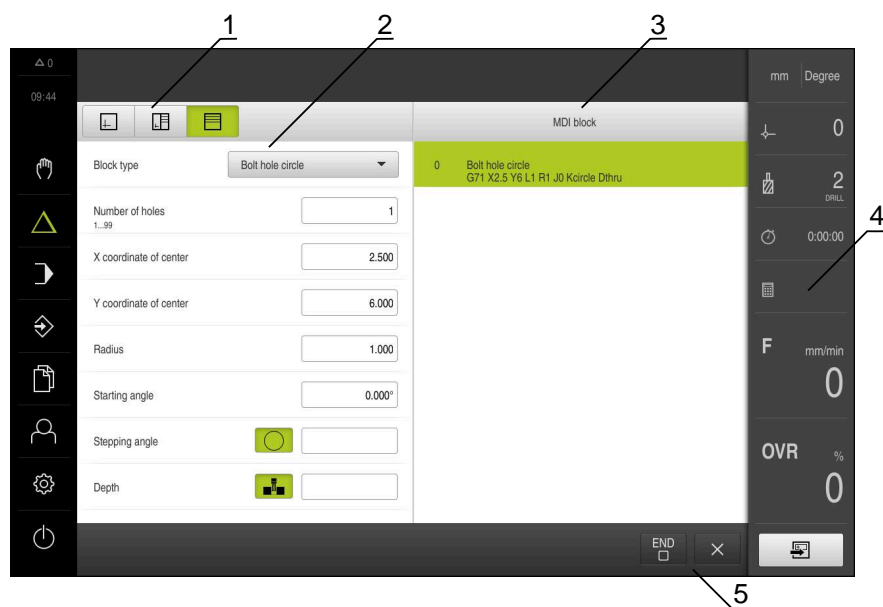 1 2 3
0
09:44
mm Degree
MDI block
0
Block type Bolt hole circle
0 Bolt hole circle
G71 X2.5 Y6 L1 R1 J0 Kcircle Dthru
2
DRILL
Number of holes 1
1...99
4
0:00:00
X coordinate of center 2.500
Y coordinate of center 6.000
Radius 1.000
F mm/min
0
Starting angle 0.000°
Stepping angle
OVR %
0
Depth
END
5